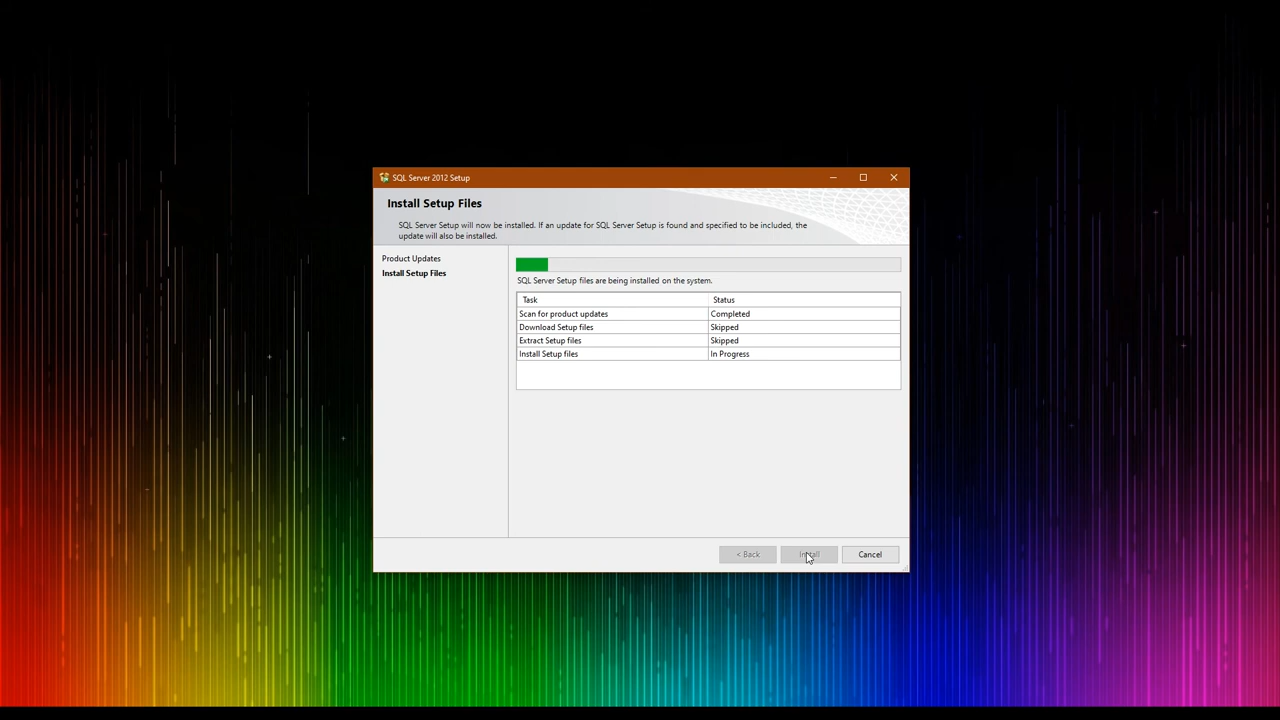 SQL Server 2012 Setup
Install Setup Files
SQL Server Setup will now be installed. If an update for SQL Server Setup is found and specified to be included, the
update will also be installed.
Product Updates
Install Setup Files
SQL Server Setup files are being installed on the system.
Task Status
Scan for product updates Completed
Download Setup files Skipped
Extract Setup files Skipped
Install Setup files In Progress
< Back Install Cancel